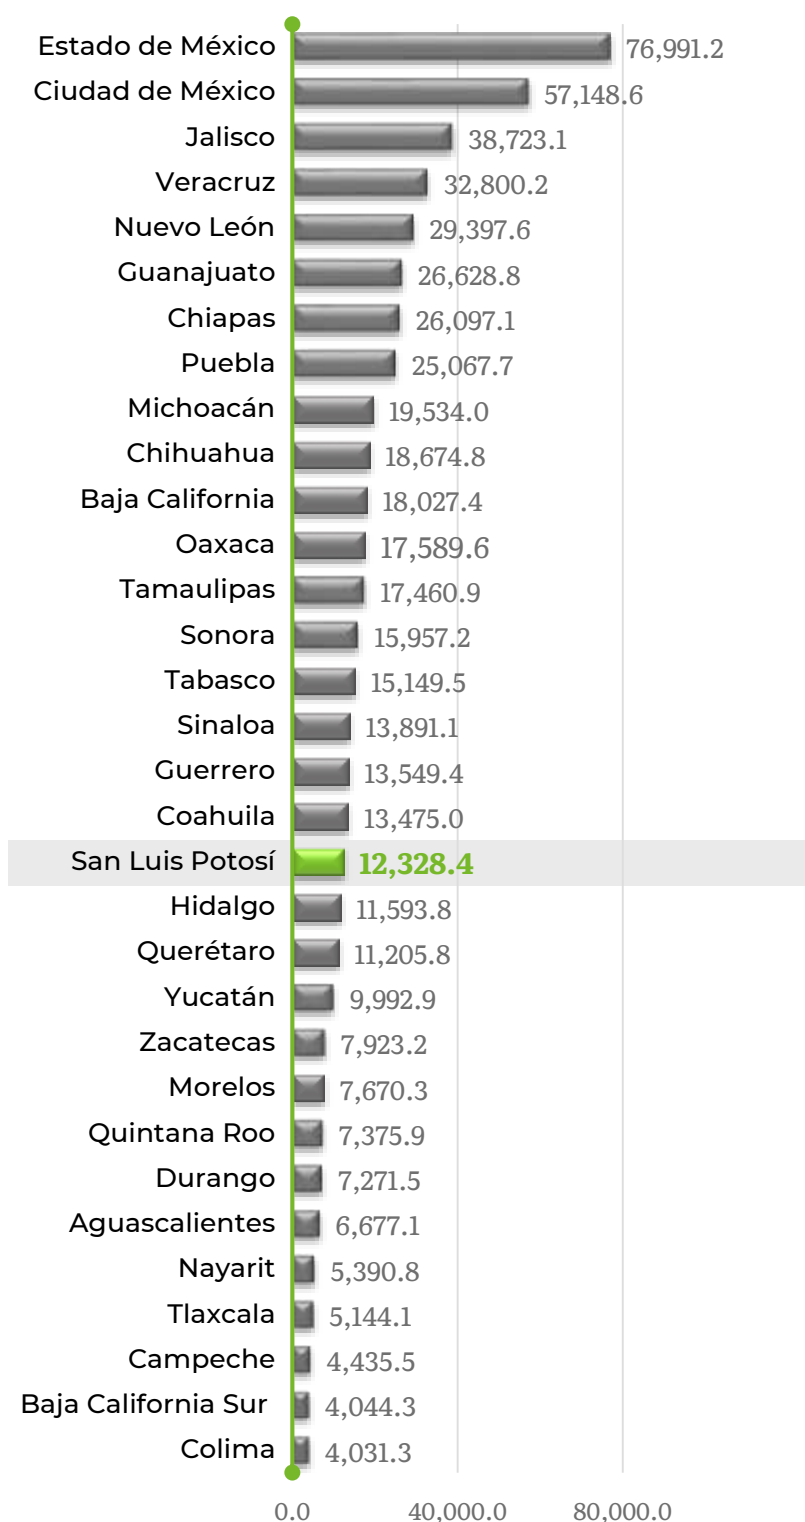 Estado de México 76,991.2
Ciudad de México 57,148.6
Jalisco 38,723.1
Veracruz 32,800.2
Nuevo León 29,397.6
Guanajuato 26,628.8
Chiapas 26,097.1
Puebla 25,067.7
Michoacán 19,534.0
Chihuahua 18,674.8
Baja California 18,027.4
Oaxaca 17,589.6
Tamaulipas 17,460.9
Sonora 15,957.2
Tabasco 15,149.5
Sinaloa 13,891.1
Guerrero 13,549.4
Coahuila 13,475.0
San Luis Potosí 12,328.4
Hidalgo 11,593.8
Querétaro 11,205.8
Yucatán 9,992.9
Zacatecas 7,923.2
Morelos 7,670.3
Quintana Roo 7,375.9
Durango 7,271.5
Aguascalientes 6,677.1
Nayarit 5,390.8
Tlaxcala 5,144.1
Campeche 4,435.5
Baja California Sur 4,044.3
Colima 4,031.3
0.0 40,000.0 80,000.0